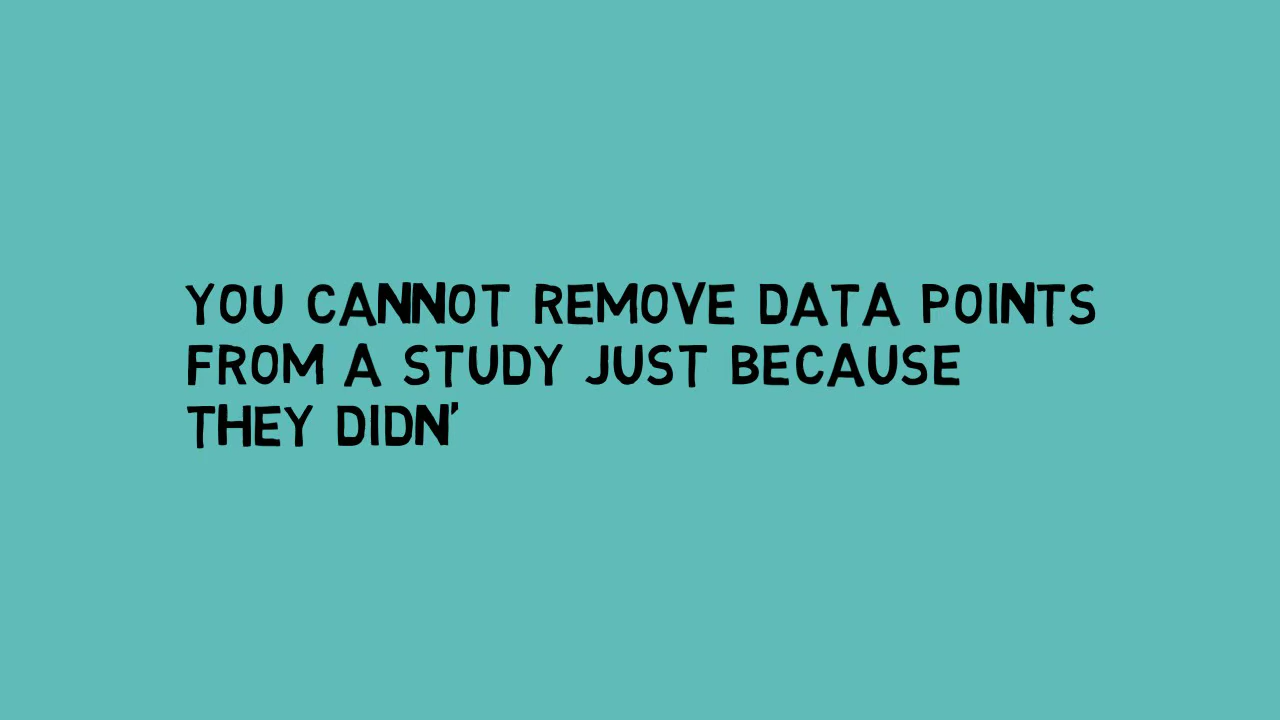 YOU CANNOT REMOVE DATA POINTS
FROM A STUDY JUST BECAUSE
THEY DIDN'